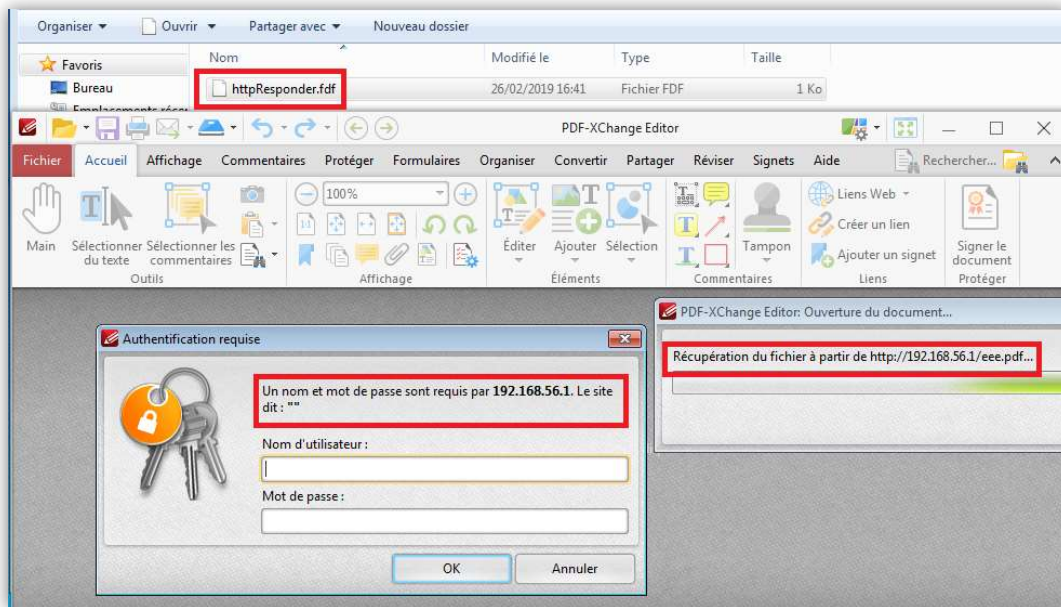 Organiser Ouvrir Partager avec Nouveau dossier
Favoris Nom Modifié le Type Taille
Bureau httpResponder.fdf 26/02/2019 16:41 Fichier FDF 1 Ko
PDF-XChange Editor
Fichier Accueil Affichage Commentaires Protéger Formulaires Organiser Convertir Partager Réviser Signets Aide Rechercher...
100%
Liens Web
Créer un lien
Main Sélectionner du texte Sélectionner les commentaires Éditer Ajouter Sélection Tampon Ajouter un signet Signer le document
Outils Affichage Éléments Commentaires Liens Protéger
PDF-XChange Editor: Ouverture du document...
Récupération du fichier à partir de http://192.168.56.1/eee.pdf...
Authentification requise
Un nom et mot de passe sont requis par 192.168.56.1. Le site
dit : ""
Nom d'utilisateur :
Mot de passe :
OK Annuler